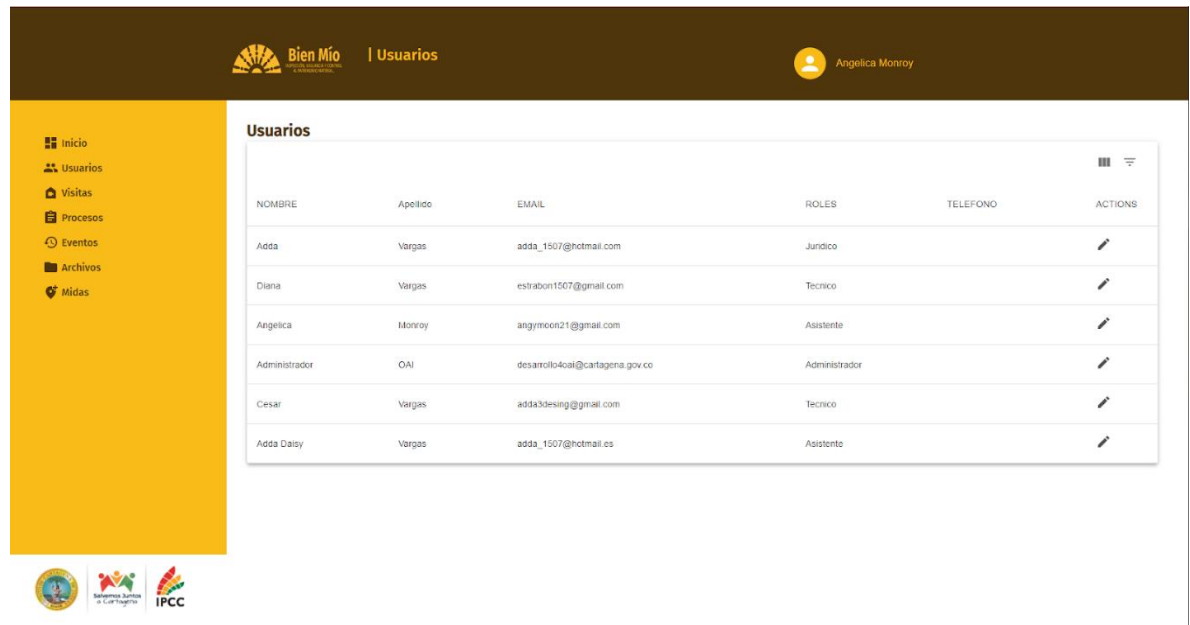 Bien Mío
| Usuarios
Angelica Monroy
Inicio
Usuarios
Visitas
Procesos
Eventos
Archivos
Midas
Usuarios
NOMBRE Apellido EMAIL ROLES TELEFONO ACTIONS
Adda Vargas adda_1507@hotmail.com Juridico
Diana Vargas estrabon1507@gmail.com Tecnico
Angelica Monroy angymoon21@gmail.com Asistente
Administrador OAI desarrollo4oai@cartagena.gov.co Administrador
Cesar Vargas adda3desing@gmail.com Tecnico
Adda Daisy Vargas adda_1507@hotmail.es Asistente
Salvemos Juntos
a Cartagena
IPCC